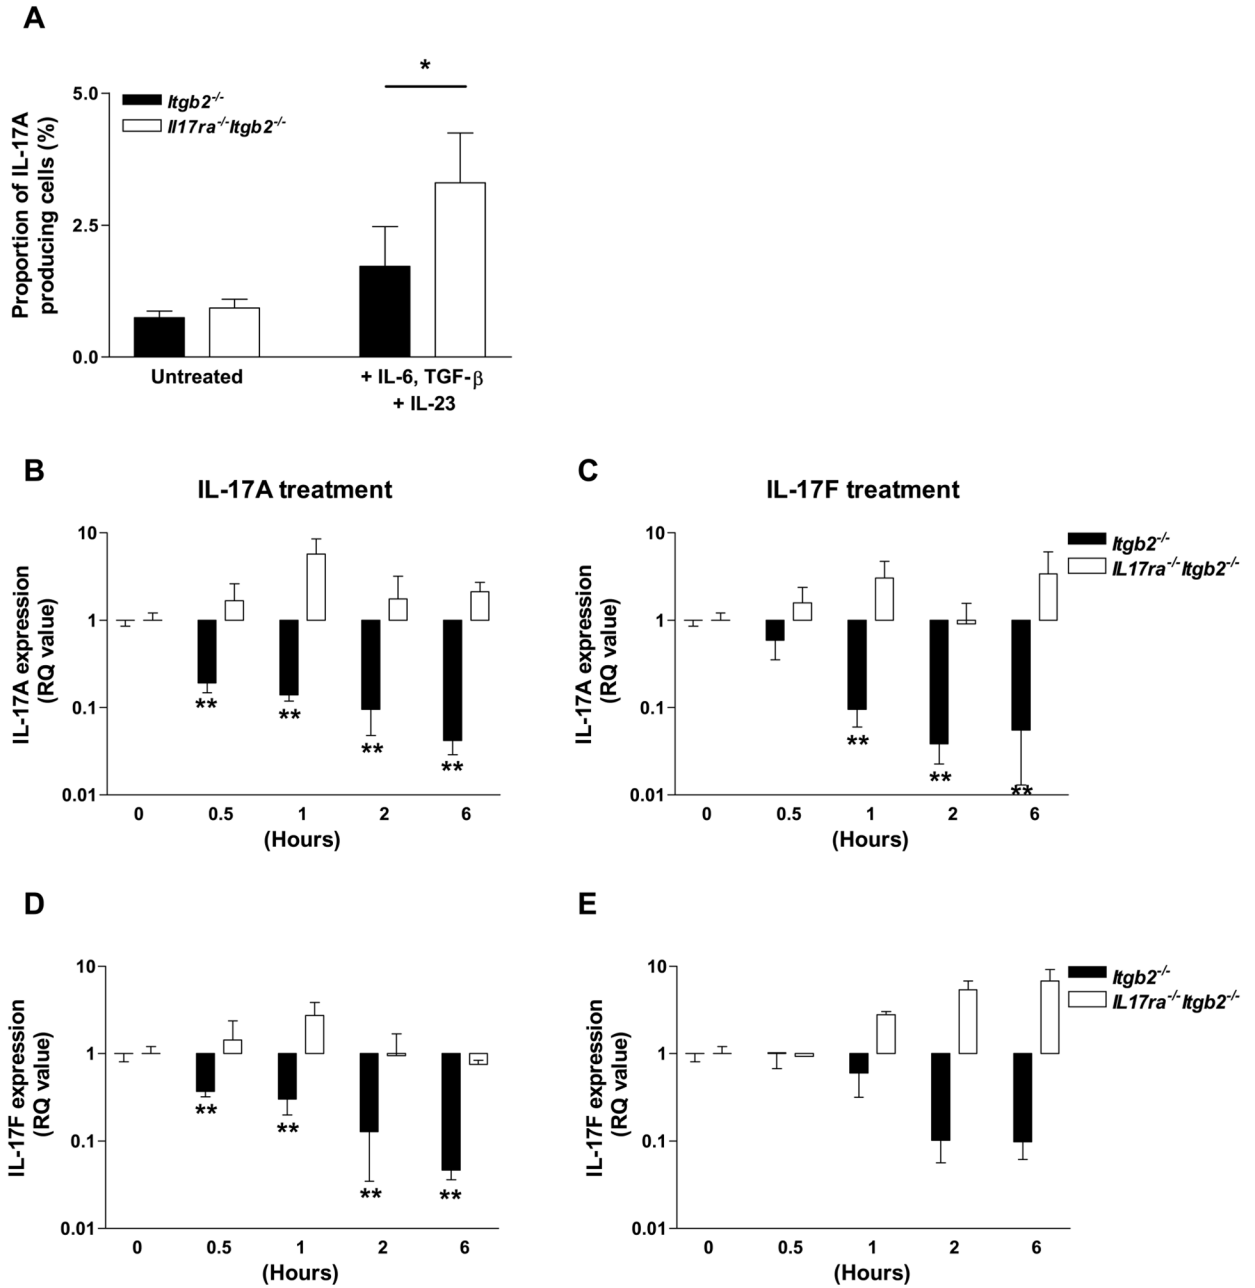 A
*
5.0
Itgb2-/-
Il17ra-/-Itgb2-/-
Proportion of IL-17A
producing cells (%)
2.5
0.0
Untreated
+ IL-6, TGF-β
+ IL-23
B
IL-17A treatment
10
1
0.1
0.01
IL-17A expression
(RQ value)
** ** ** **
0 0.5 1 2 6
(Hours)
C
IL-17F treatment
10
1
0.1
0.01
IL-17A expression
(RQ value)
Itgb2-/-
IL17ra-/-Itgb2-/-
** ** **
0 0.5 1 2 6
(Hours)
D
10
1
0.1
0.01
IL-17F expression
(RQ value)
** ** ** **
0 0.5 1 2 6
(Hours)
E
10
1
0.1
0.01
IL-17F expression
(RQ value)
Itgb2-/-
IL17ra-/-Itgb2-/-
0 0.5 1 2 6
(Hours)